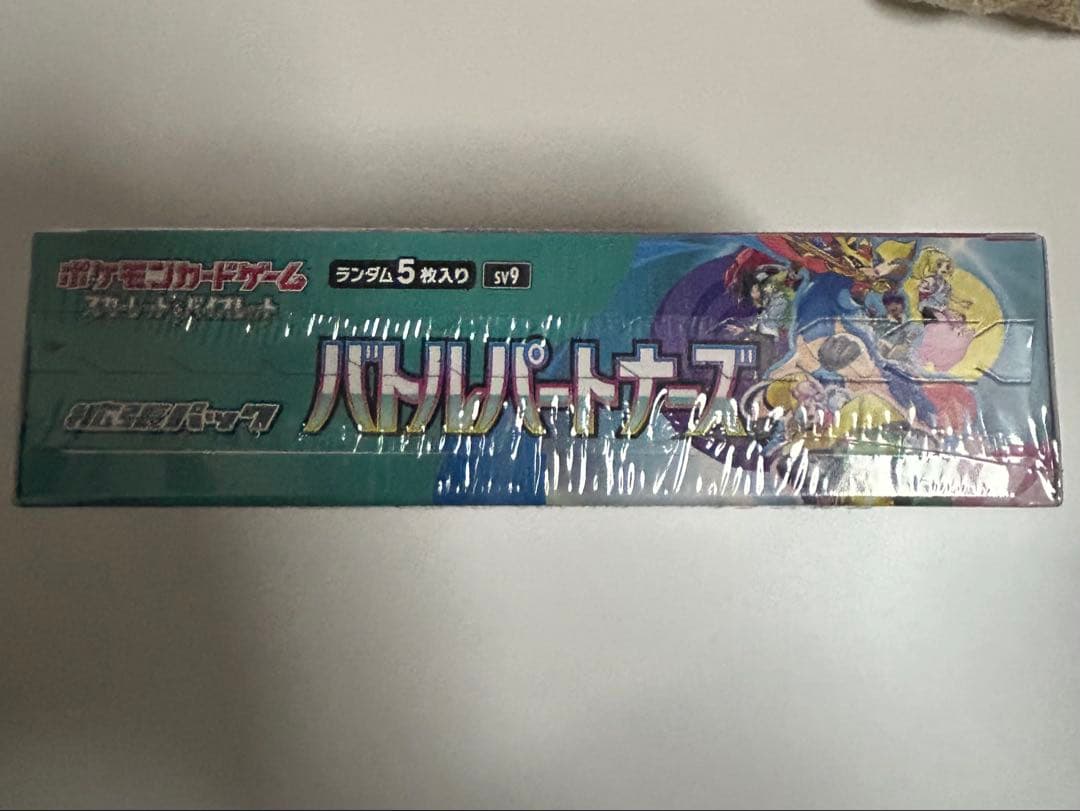 ポケモンカードゲーム
スカーレット&バイオレット
ランダム5枚入り sv9
拡張パック
バトルパートナーズ